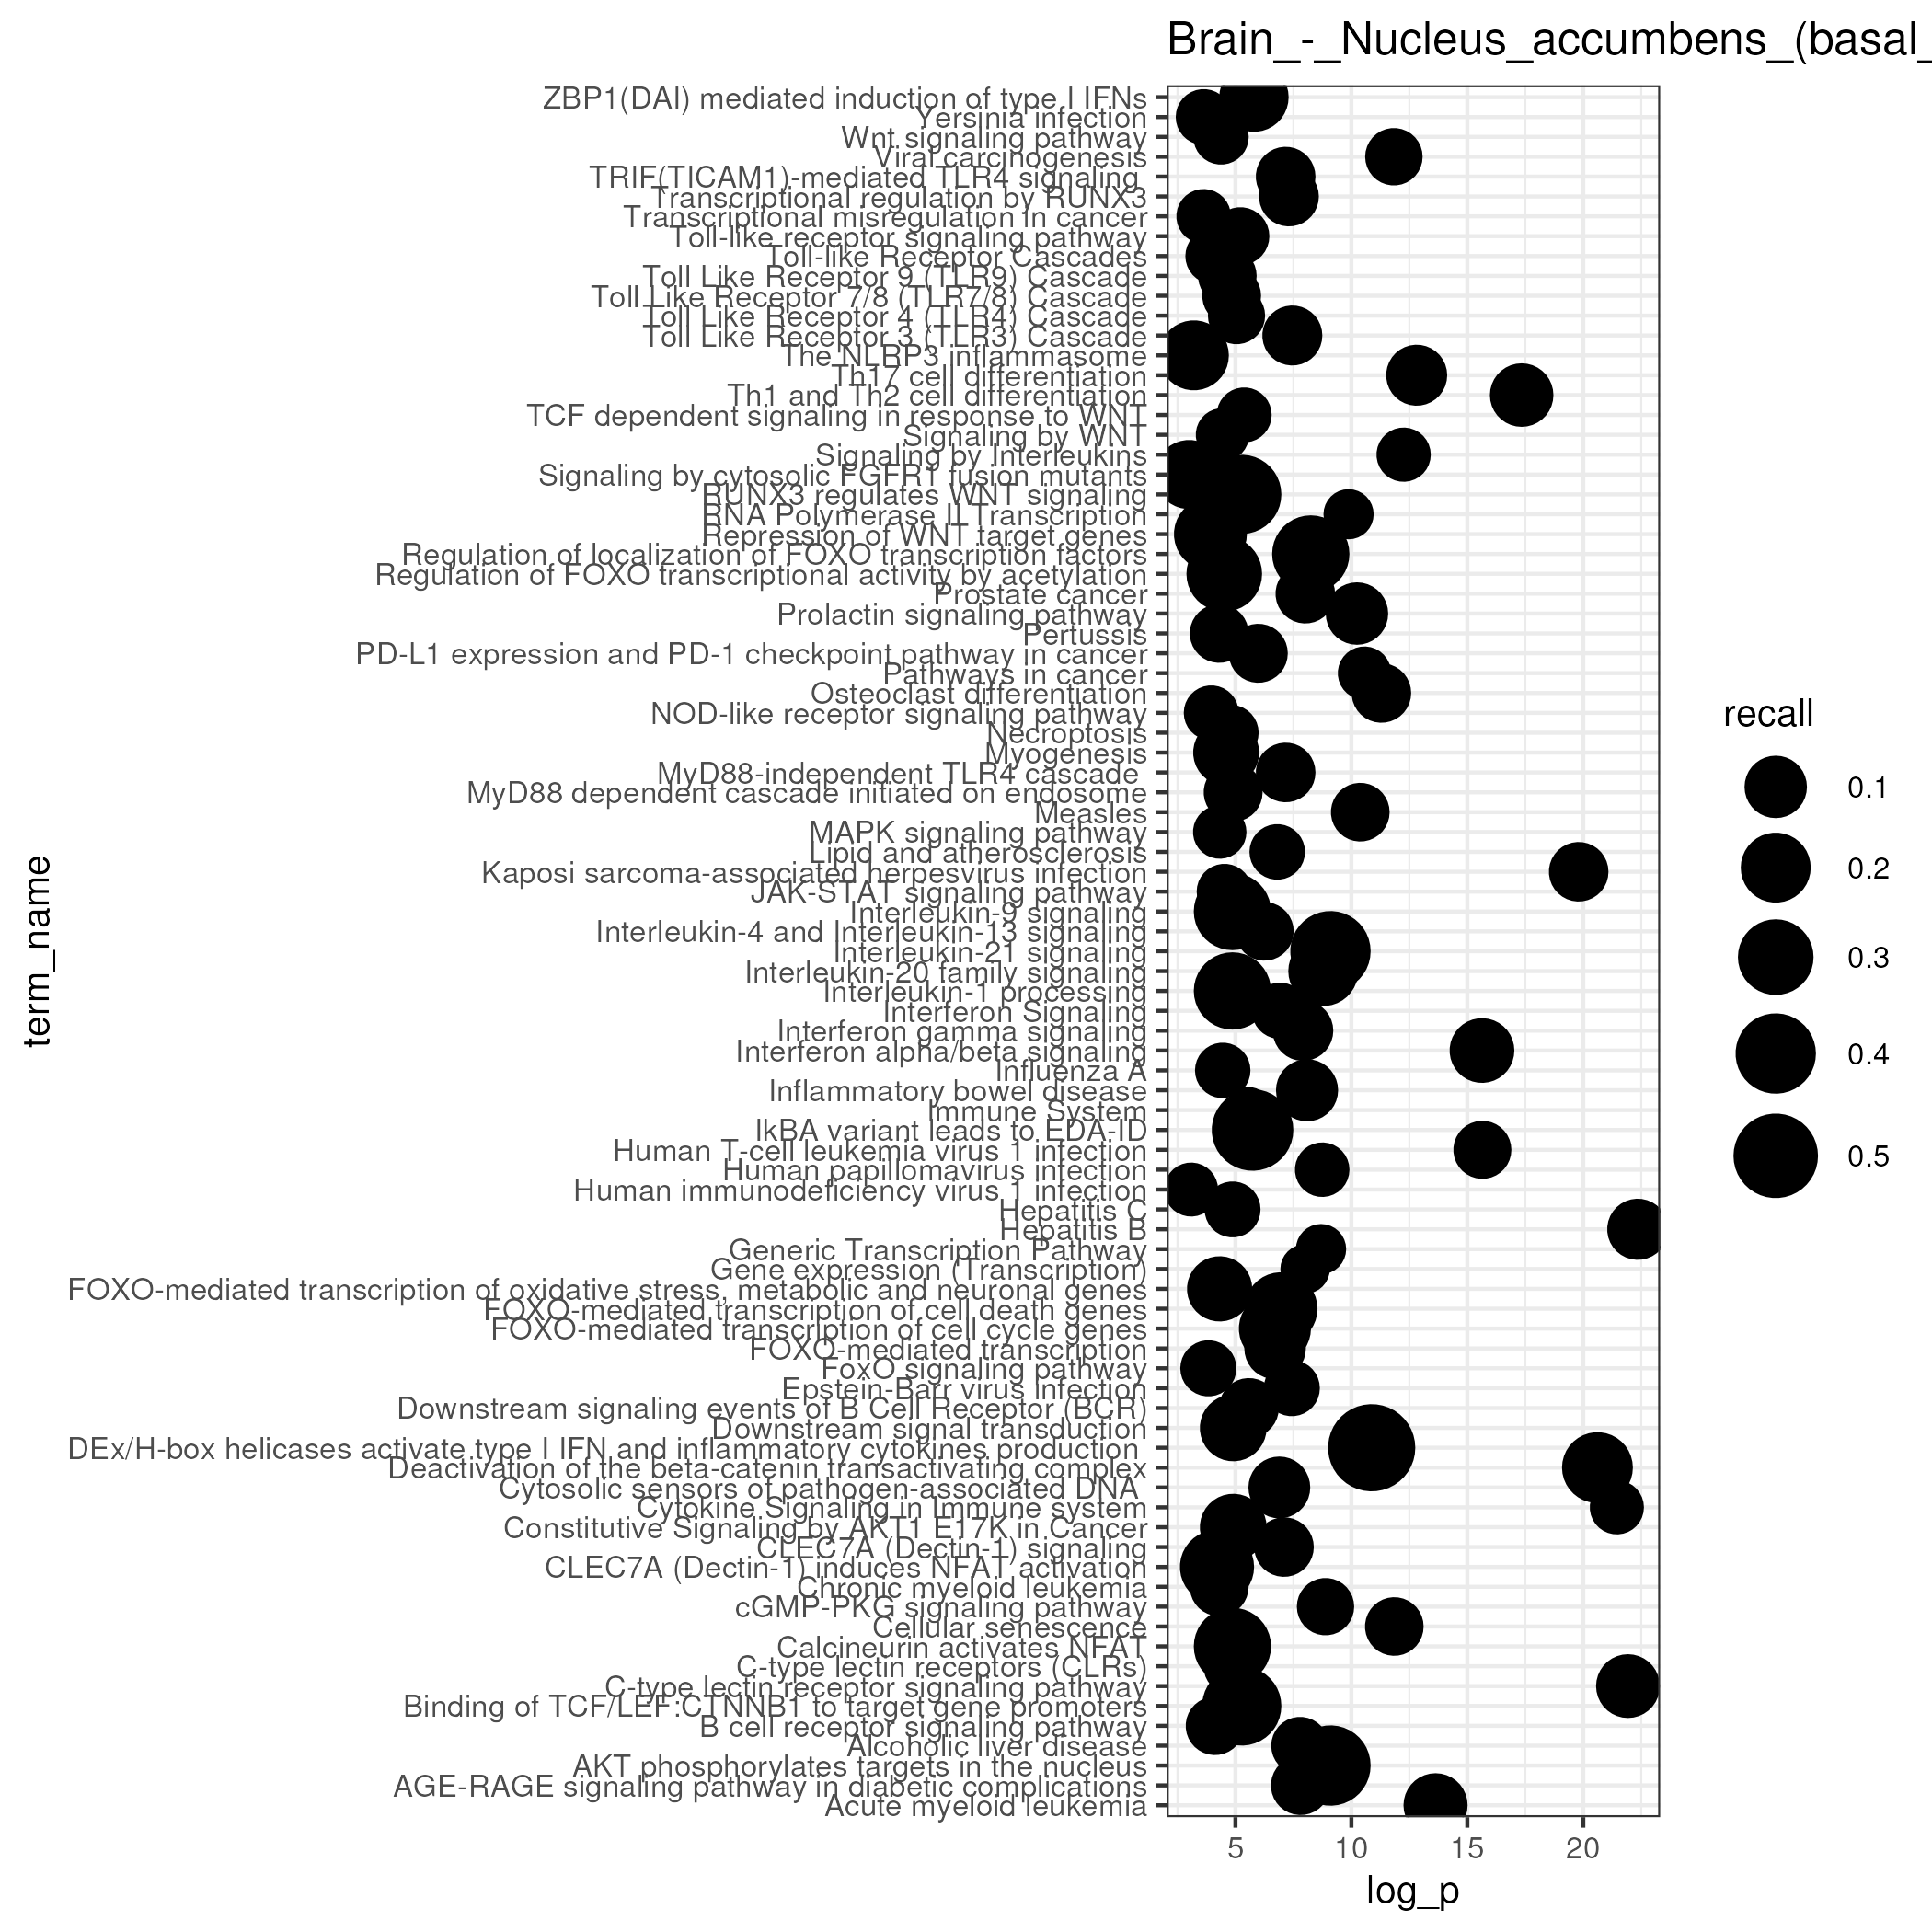 Brain_-_Nucleus_accumbens_(basal_
ZBP1(DAI) mediated induction of type I IFNs
Yersinia infection
Wnt signaling pathway
Viral carcinogenesis
TRIF(TICAM1)-mediated TLR4 signaling
Transcriptional regulation by RUNX3
Transcriptional misregulation in cancer
Toll-like receptor signaling pathway
Toll-like Receptor Cascades
Toll Like Receptor 9 (TLR9) Cascade
Toll Like Receptor 7/8 (TLR7/8) Cascade
Toll Like Receptor 4 (TLR4) Cascade
Toll Like Receptor 3 (TLR3) Cascade
The NLRP3 inflammasome
Th17 cell differentiation
Th1 and Th2 cell differentiation
TCF dependent signaling in response to WNT
Signaling by WNT
Signaling by Interleukins
Signaling by cytosolic FGFR1 fusion mutants
RUNX3 regulates WNT signaling
RNA Polymerase II Transcription
Repression of WNT target genes
Regulation of localization of FOXO transcription factors
Regulation of FOXO transcriptional activity by acetylation
Prostate cancer
Prolactin signaling pathway
Pertussis
PD-L1 expression and PD-1 checkpoint pathway in cancer
Pathways in cancer
Osteoclast differentiation
NOD-like receptor signaling pathway
Necroptosis
Myogenesis
MyD88-independent TLR4 cascade
MyD88 dependent cascade initiated on endosome
Measles
MAPK signaling pathway
Lipid and atherosclerosis
Kaposi sarcoma-associated herpesvirus infection
JAK-STAT signaling pathway
Interleukin-9 signaling
Interleukin-4 and Interleukin-13 signaling
Interleukin-21 signaling
Interleukin-20 family signaling
Interleukin-1 processing
Interferon Signaling
Interferon gamma signaling
Interferon alpha/beta signaling
Influenza A
Inflammatory bowel disease
Immune System
IkBA variant leads to EDA-ID
Human T-cell leukemia virus 1 infection
Human papillomavirus infection
Human immunodeficiency virus 1 infection
Hepatitis C
Hepatitis B
Generic Transcription Pathway
Gene expression (Transcription)
FOXO-mediated transcription of oxidative stress, metabolic and neuronal genes
FOXO-mediated transcription of cell death genes
FOXO-mediated transcription of cell cycle genes
FOXO-mediated transcription
FoxO signaling pathway
Epstein-Barr virus infection
Downstream signaling events of B Cell Receptor (BCR)
Downstream signal transduction
DEx/H-box helicases activate type I IFN and inflammatory cytokines production
Deactivation of the beta-catenin transactivating complex
Cytosolic sensors of pathogen-associated DNA
Cytokine Signaling in Immune system
Constitutive Signaling by AKT1 E17K in Cancer
CLEC7A (Dectin-1) signaling
CLEC7A (Dectin-1) induces NFAT activation
Chronic myeloid leukemia
cGMP-PKG signaling pathway
Cellular senescence
Calcineurin activates NFAT
C-type lectin receptors (CLRs)
C-type lectin receptor signaling pathway
Binding of TCF/LEF:CTNNB1 to target gene promoters
B cell receptor signaling pathway
Alcoholic liver disease
AKT phosphorylates targets in the nucleus
AGE-RAGE signaling pathway in diabetic complications
Acute myeloid leukemia
term_name
5 10 15 20
log_p
recall
0.1
0.2
0.3
0.4
0.5